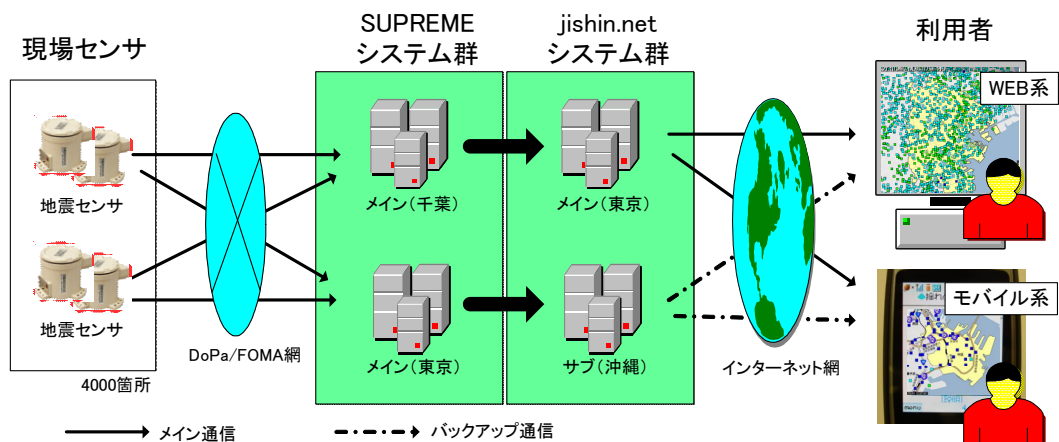 現場センサ
SUPREME
システム群
jishin.net
システム群
利用者
WEB系
地震センサ
メイン(千葉)
メイン(東京)
地震センサ
モバイル系
DoPa/FOMA網
メイン(東京)
サブ(沖縄)
インターネット網
4000箇所
メイン通信
バックアップ通信